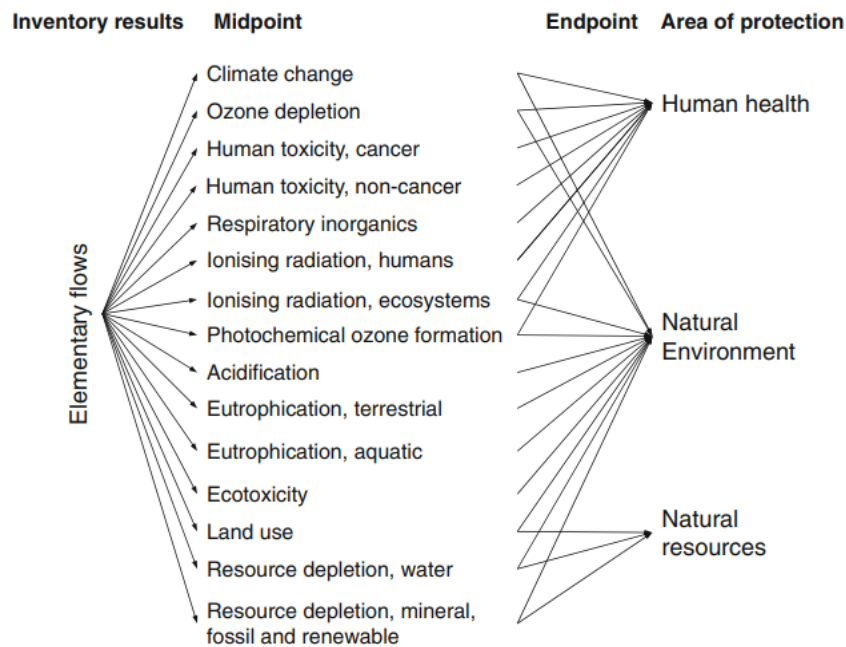 Inventory results Midpoint Endpoint Area of protection
Climate change
Ozone depletion
Human toxicity, cancer
Human toxicity, non-cancer
Respiratory inorganics
Ionising radiation, humans
Ionising radiation, ecosystems
Photochemical ozone formation
Acidification
Eutrophication, terrestrial
Eutrophication, aquatic
Ecotoxicity
Land use
Resource depletion, water
Resource depletion, mineral,
fossil and renewable
Elementary flows
Human health
Natural
Environment
Natural
resources